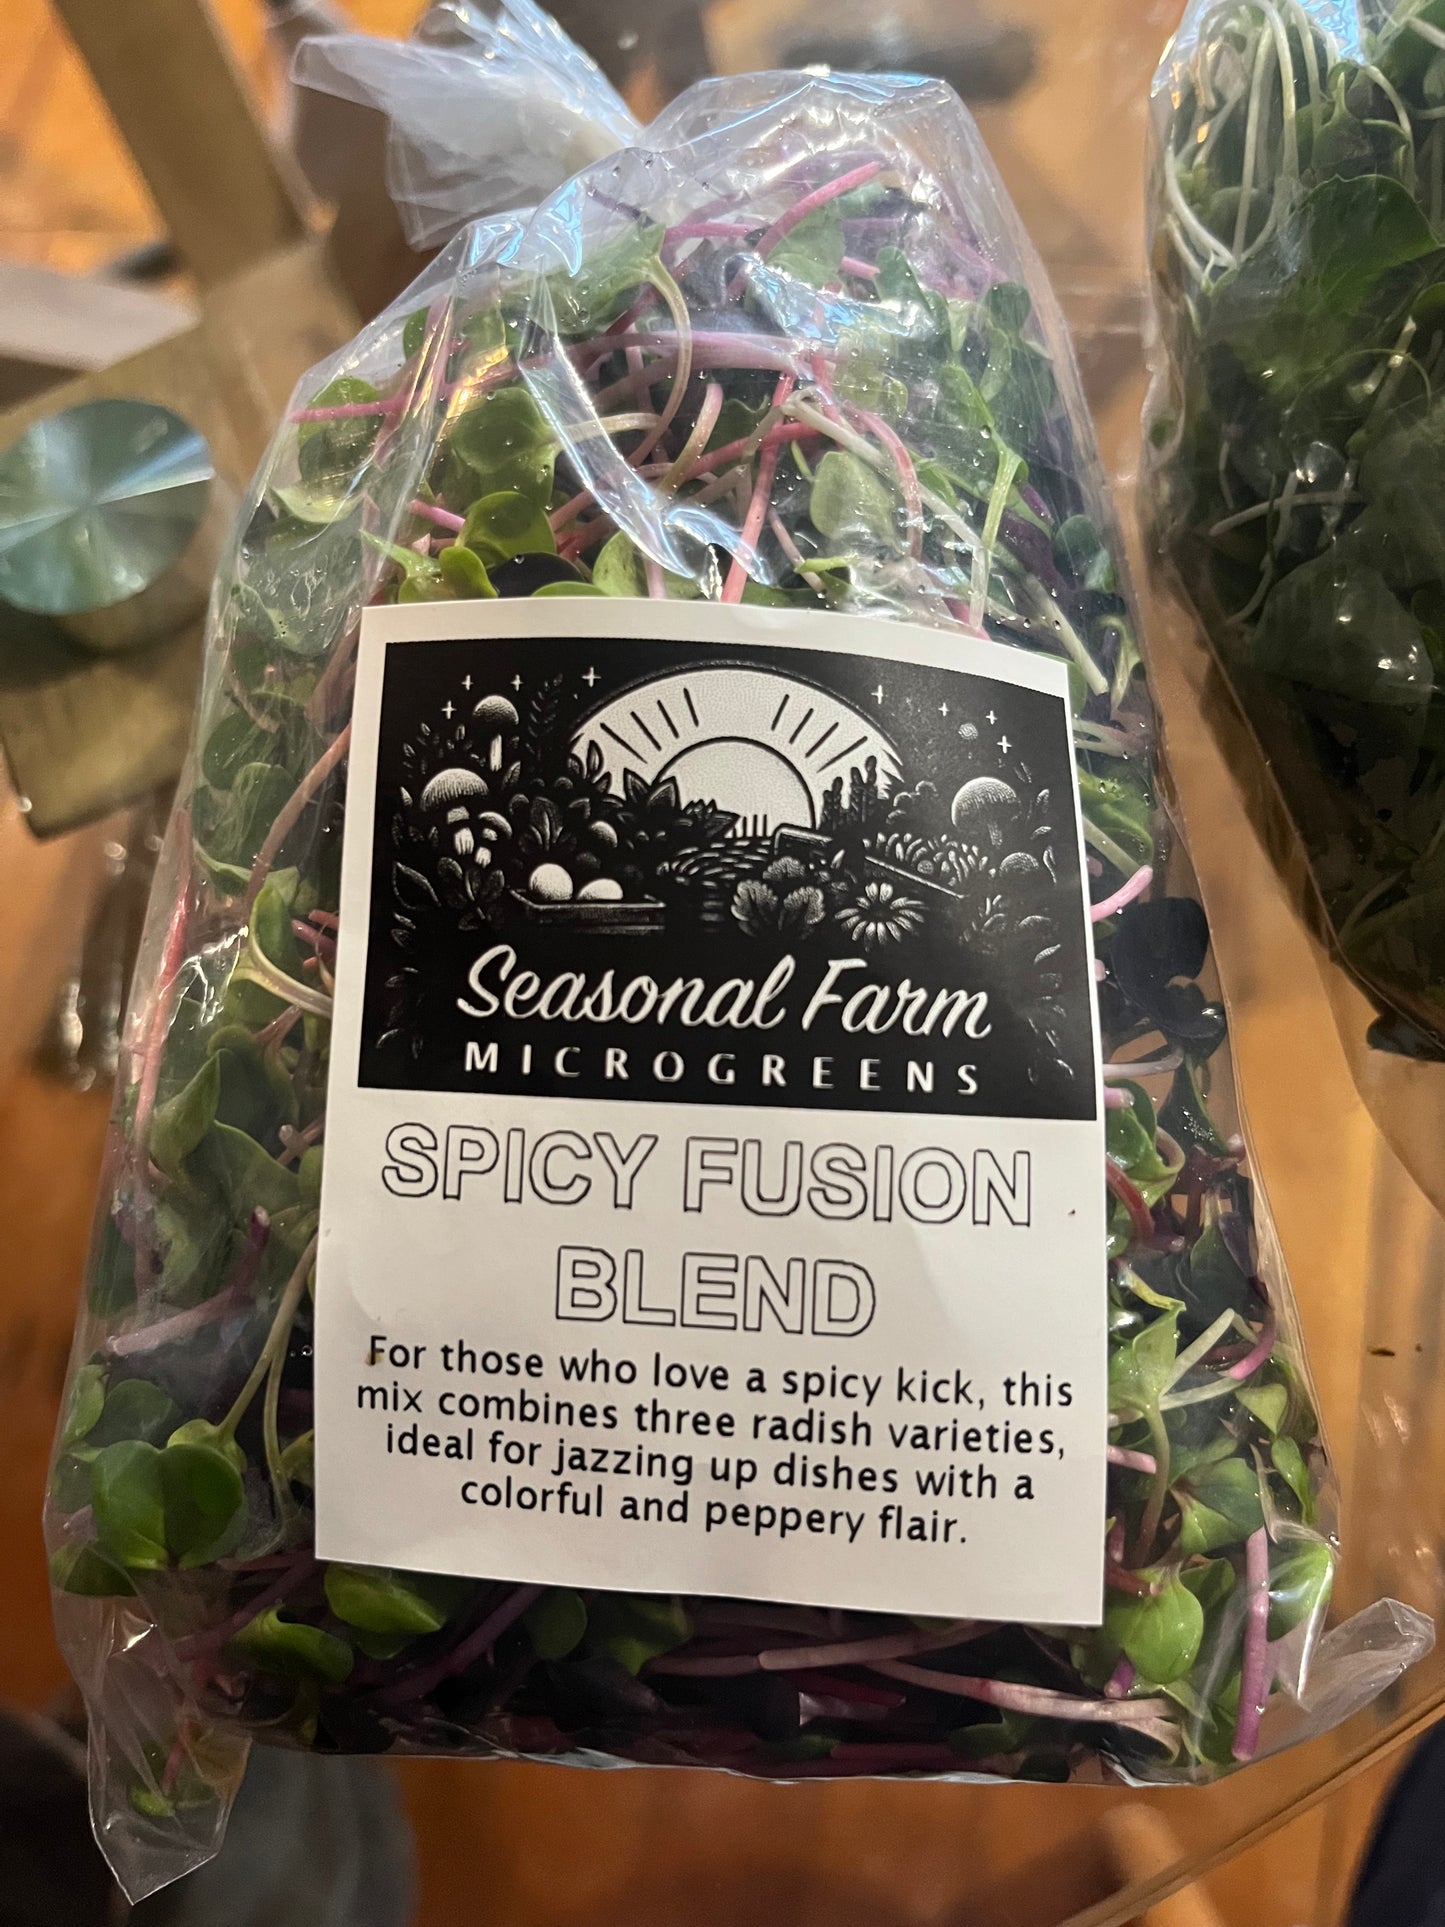 Seasonal Farm
MICROGREENS
SPICY FUSION
BLEND
For those who love a spicy kick, this
mix combines three radish varieties,
ideal for jazzing up dishes with a
colorful and peppery flair.